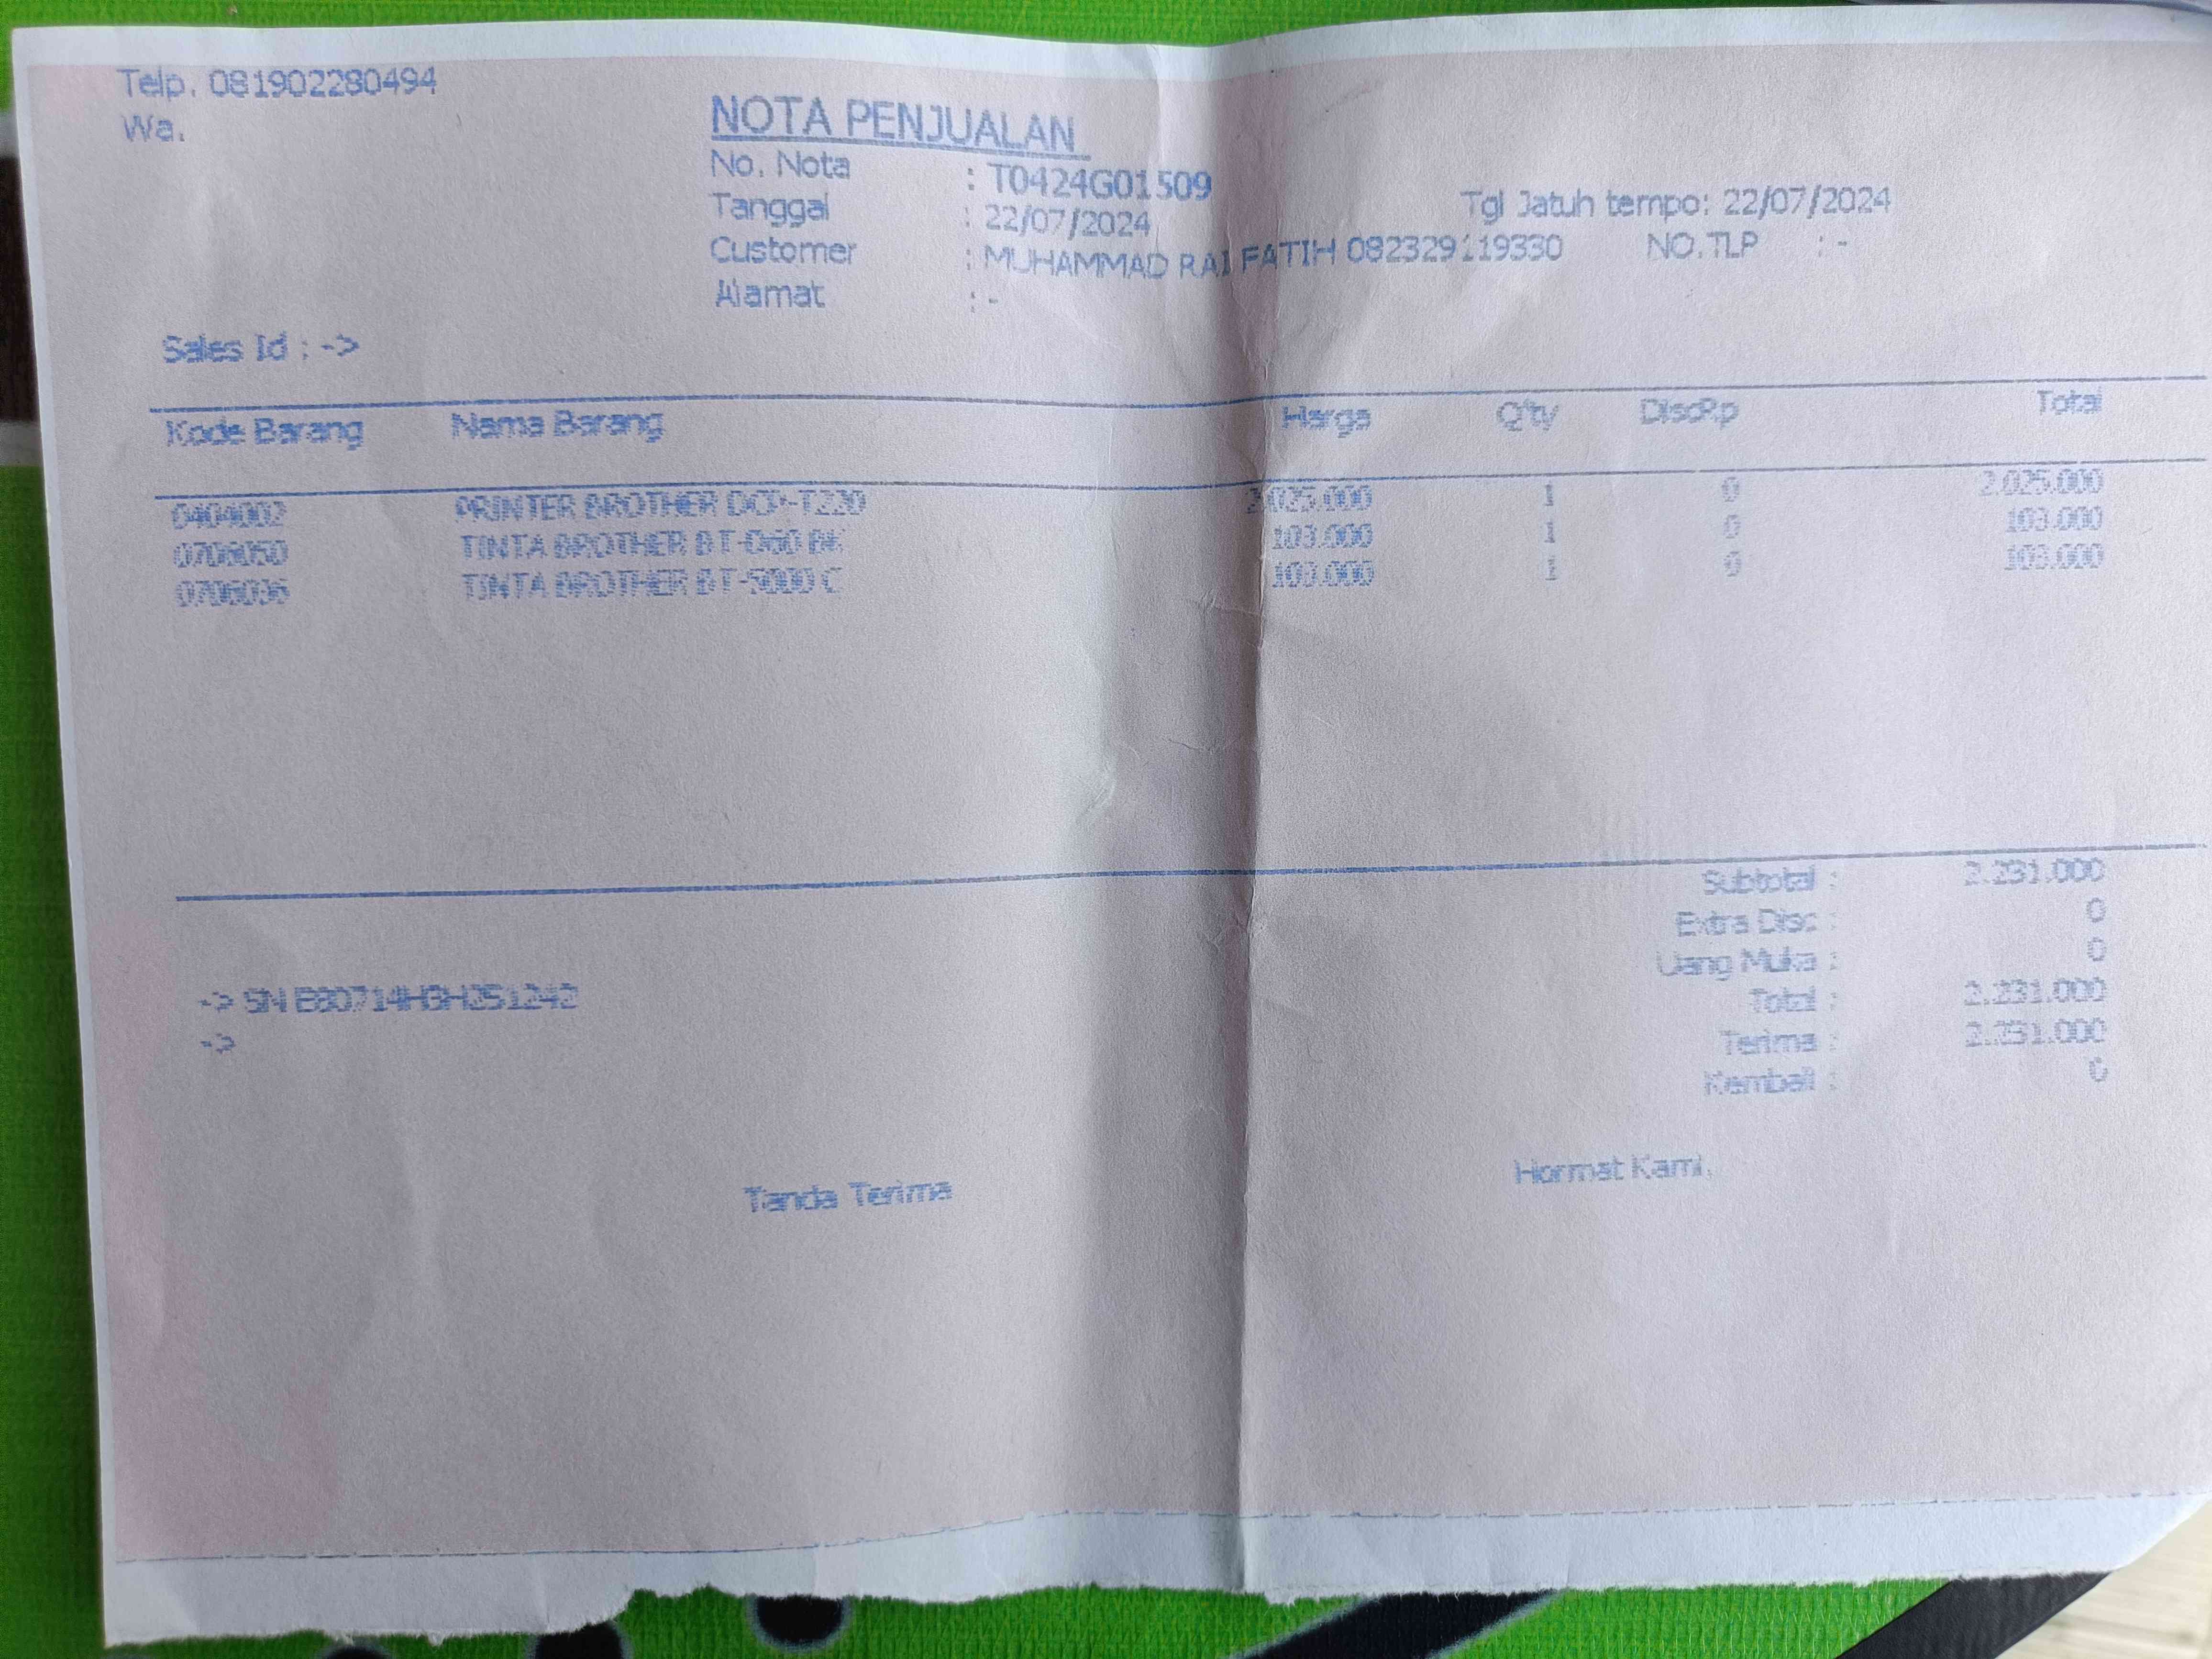 Telp. 081902280494
Wa.
NOTA PENJUALAN
No. Nota : T0424G01509
Tanggal : 22/07/2024 Tgl Jatuh tempo: 22/07/2024
Customer : MUHAMMAD RAI FATIH 082329119330 NO.TLP : -
Alamat : -
Sales Id : ->
Kode Barang Nama Barang Harga Q'ty DiscRp Total
0404002 PRINTER BROTHER DCP-T220 2.025.000 1 0 2.025.000
0706050 TINTA BROTHER BT-D60 BK 103.000 1 0 103.000
0706036 TINTA BROTHER BT-5000 C 103.000 1 0 103.000
Subtotal : 2.231.000
Extra Disc : 0
Uang Muka : 0
Total : 2.231.000
Terima : 2.231.000
Kembali : 0
-> SN
->
Tanda Terima Hormat Kami,